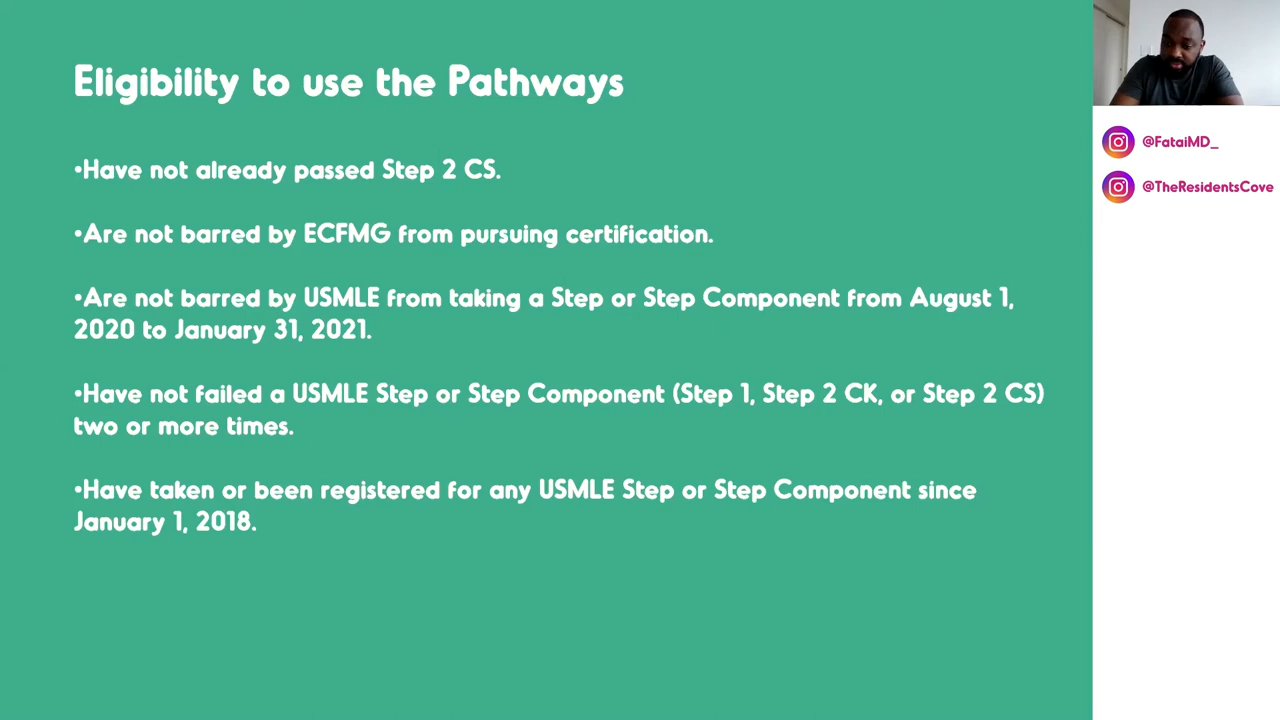 Eligibility to use the Pathways
•Have not already passed Step 2 CS.
•Are not barred by ECFMG from pursuing certification.
•Are not barred by USMLE from taking a Step or Step Component from August 1,
2020 to January 31, 2021.
•Have not failed a USMLE Step or Step Component (Step 1, Step 2 CK, or Step 2 CS)
two or more times.
•Have taken or been registered for any USMLE Step or Step Component since
January 1, 2018.
@FataiMD_
@TheResidentsCove